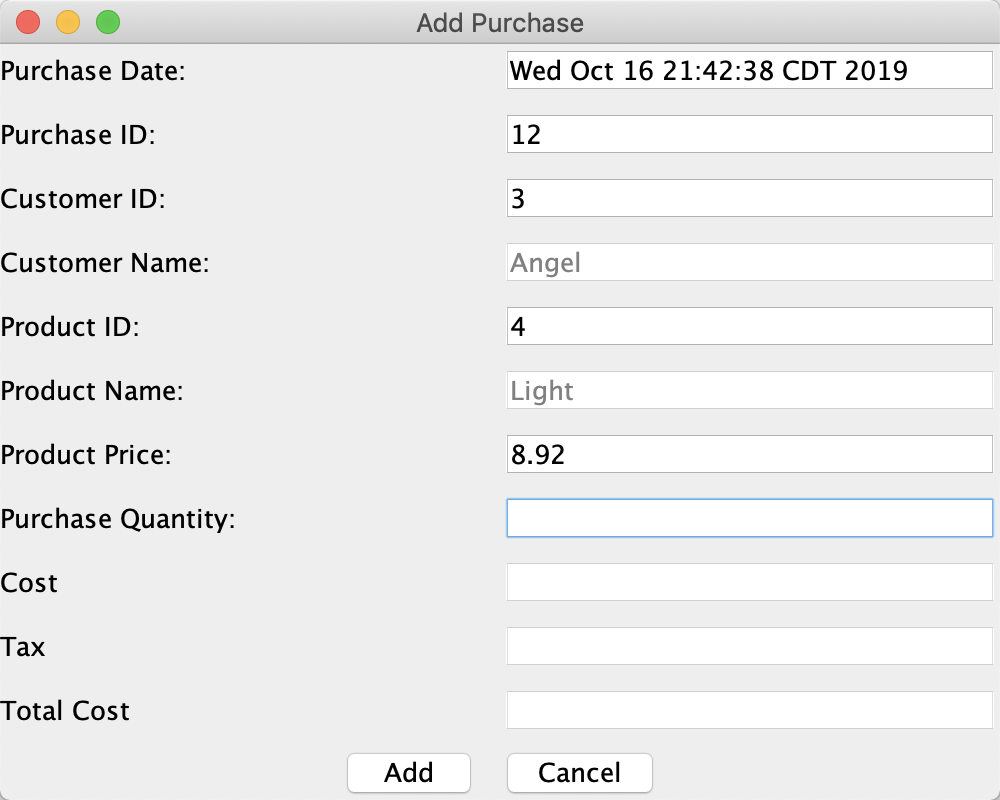 Add Purchase
Purchase Date: Wed Oct 16 21:42:38 CDT 2019
Purchase ID: 12
Customer ID: 3
Customer Name: Angel
Product ID: 4
Product Name: Light
Product Price: 8.92
Purchase Quantity:
Cost
Tax
Total Cost
Add Cancel